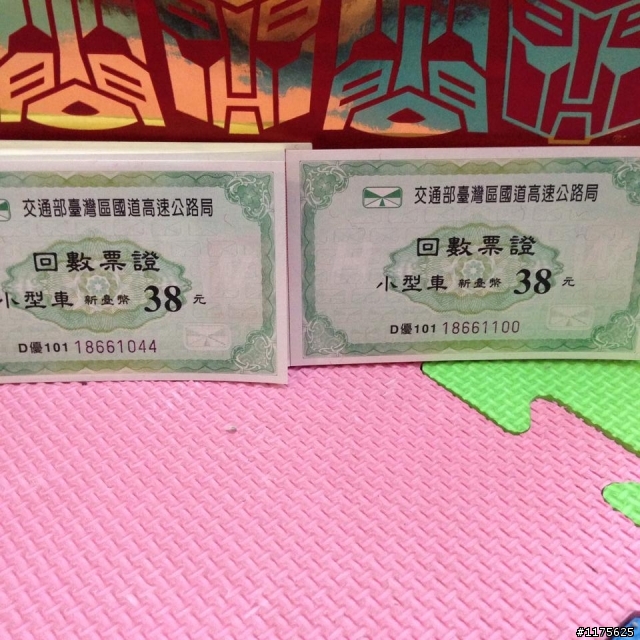 交通部臺灣區國道高速公路局
回數票證
小型車 新臺幣 38 元
D優101 18661044
交通部臺灣區國道高速公路局
回數票證
小型車 新臺幣 38 元
D優101 18661100
#1175625